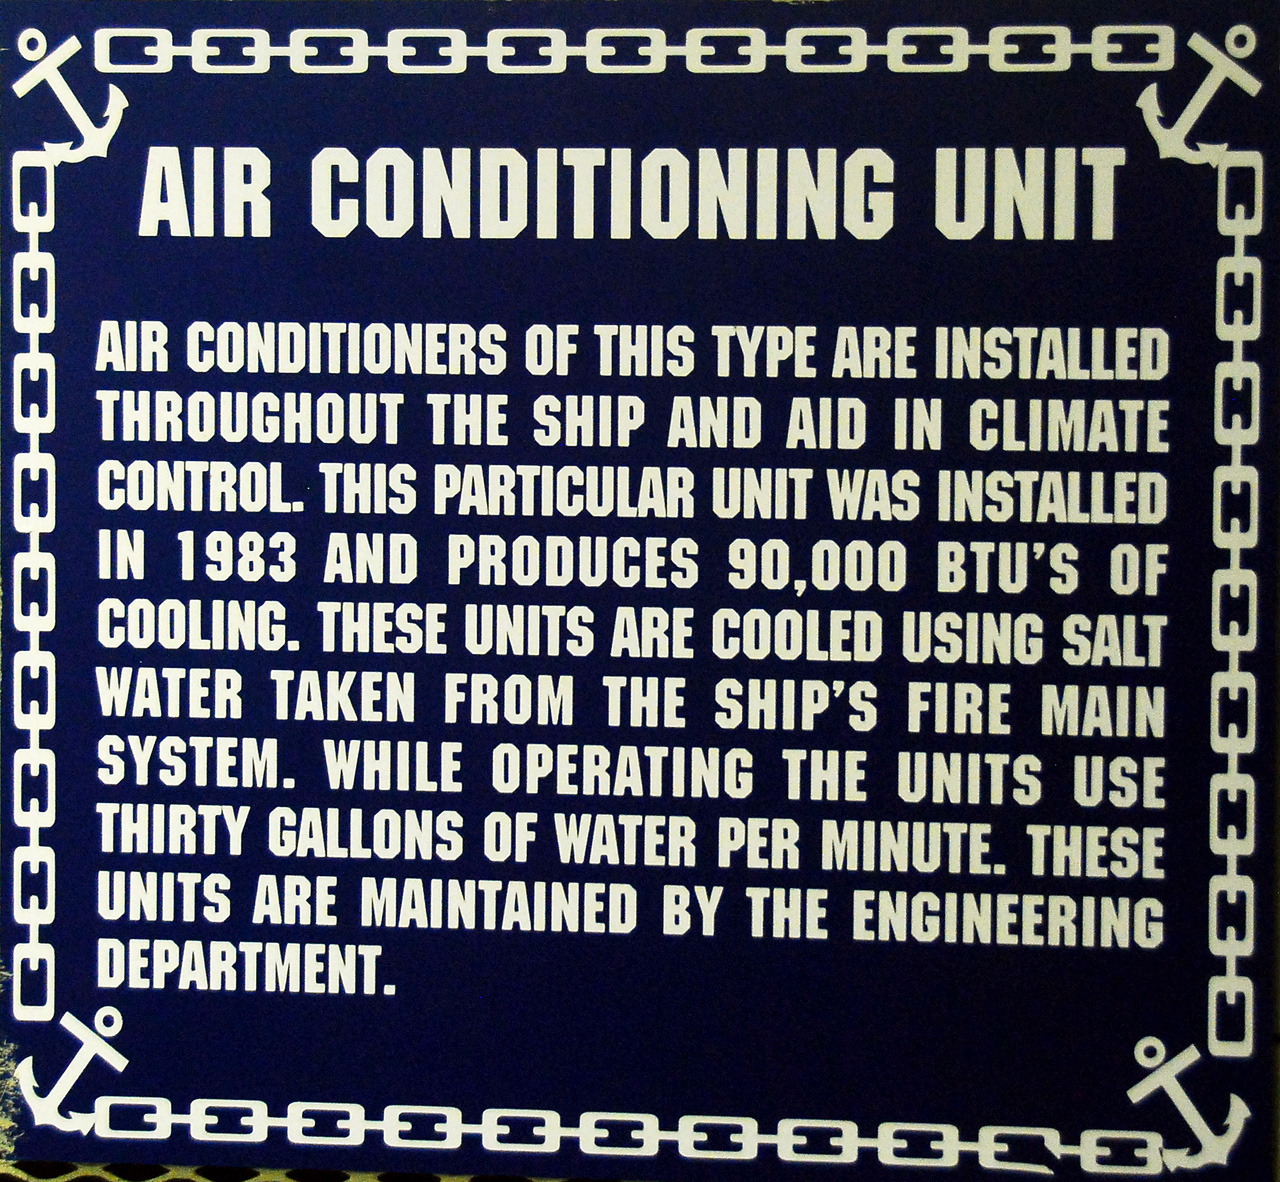 AIR CONDITIONING UNIT
AIR CONDITIONERS OF THIS TYPE ARE INSTALLED
THROUGHOUT THE SHIP AND AID IN CLIMATE
CONTROL. THIS PARTICULAR UNIT WAS INSTALLED
IN 1983 AND PRODUCES 90,000 BTU'S OF
COOLING. THESE UNITS ARE COOLED USING SALT
WATER TAKEN FROM THE SHIP'S FIRE MAIN
SYSTEM. WHILE OPERATING THE UNITS USE
THIRTY GALLONS OF WATER PER MINUTE. THESE
UNITS ARE MAINTAINED BY THE ENGINEERING
DEPARTMENT.